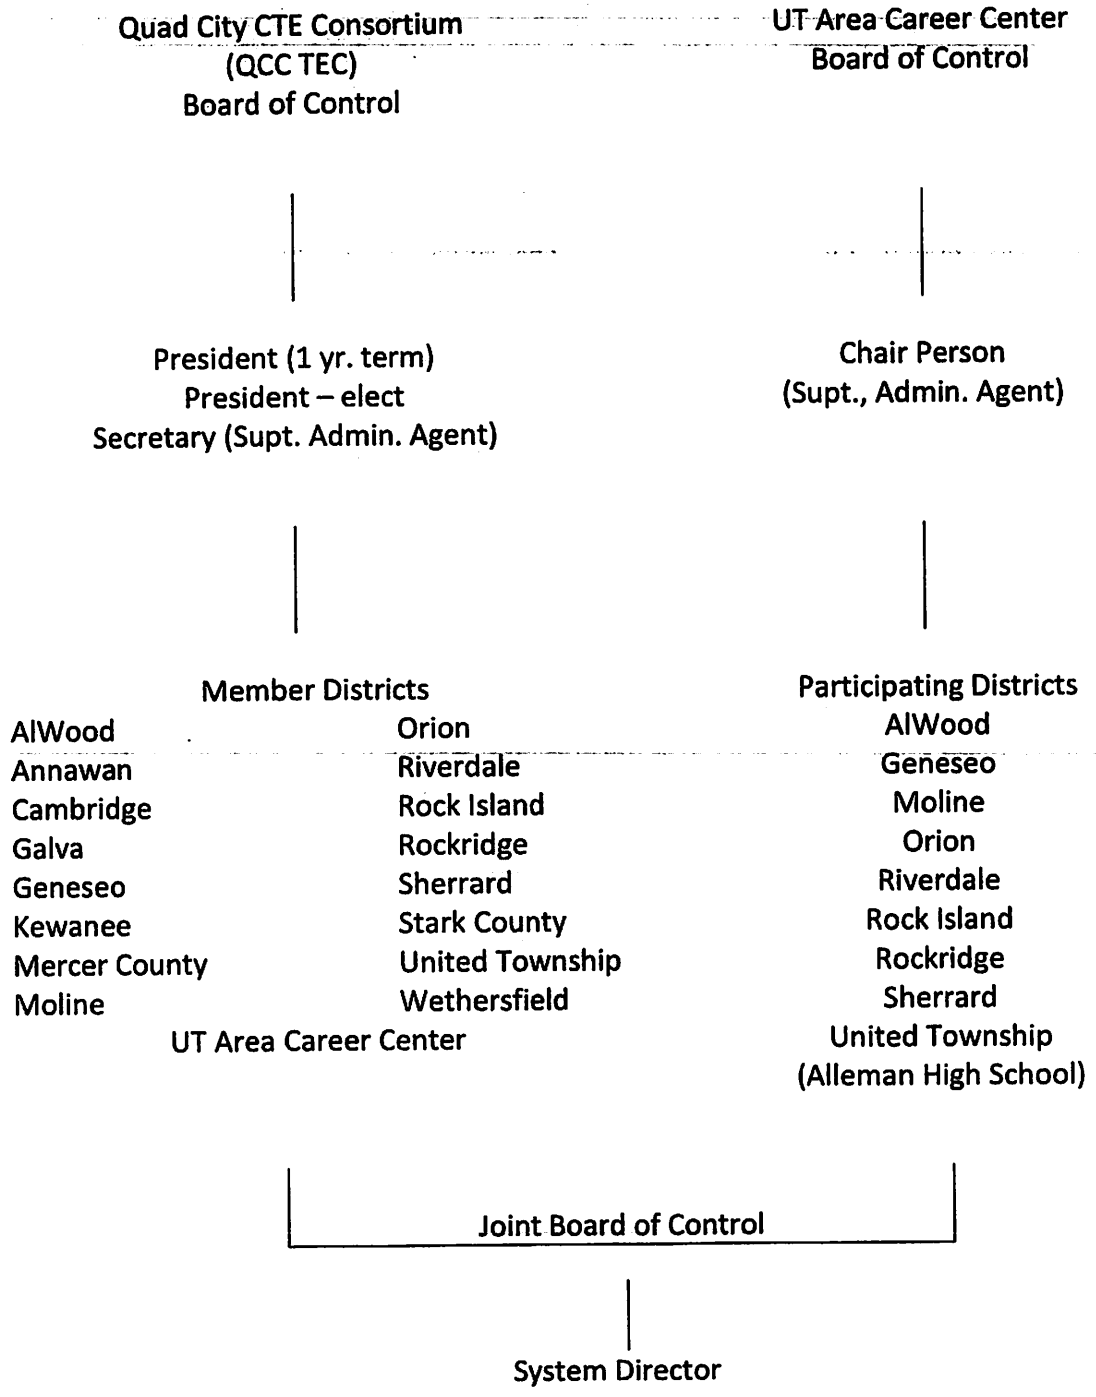 Quad City CTE Consortium
(QCC TEC)
Board of Control
UT Area Career Center
Board of Control
President (1 yr. term)
President – elect
Secretary (Supt. Admin. Agent)
Chair Person
(Supt., Admin. Agent)
Member Districts
AlWood Orion
Annawan Riverdale
Cambridge Rock Island
Galva Rockridge
Geneseo Sherrard
Kewanee Stark County
Mercer County United Township
Moline Wethersfield
UT Area Career Center
Participating Districts
AlWood
Geneseo
Moline
Orion
Riverdale
Rock Island
Rockridge
Sherrard
United Township
(Alleman High School)
Joint Board of Control
System Director